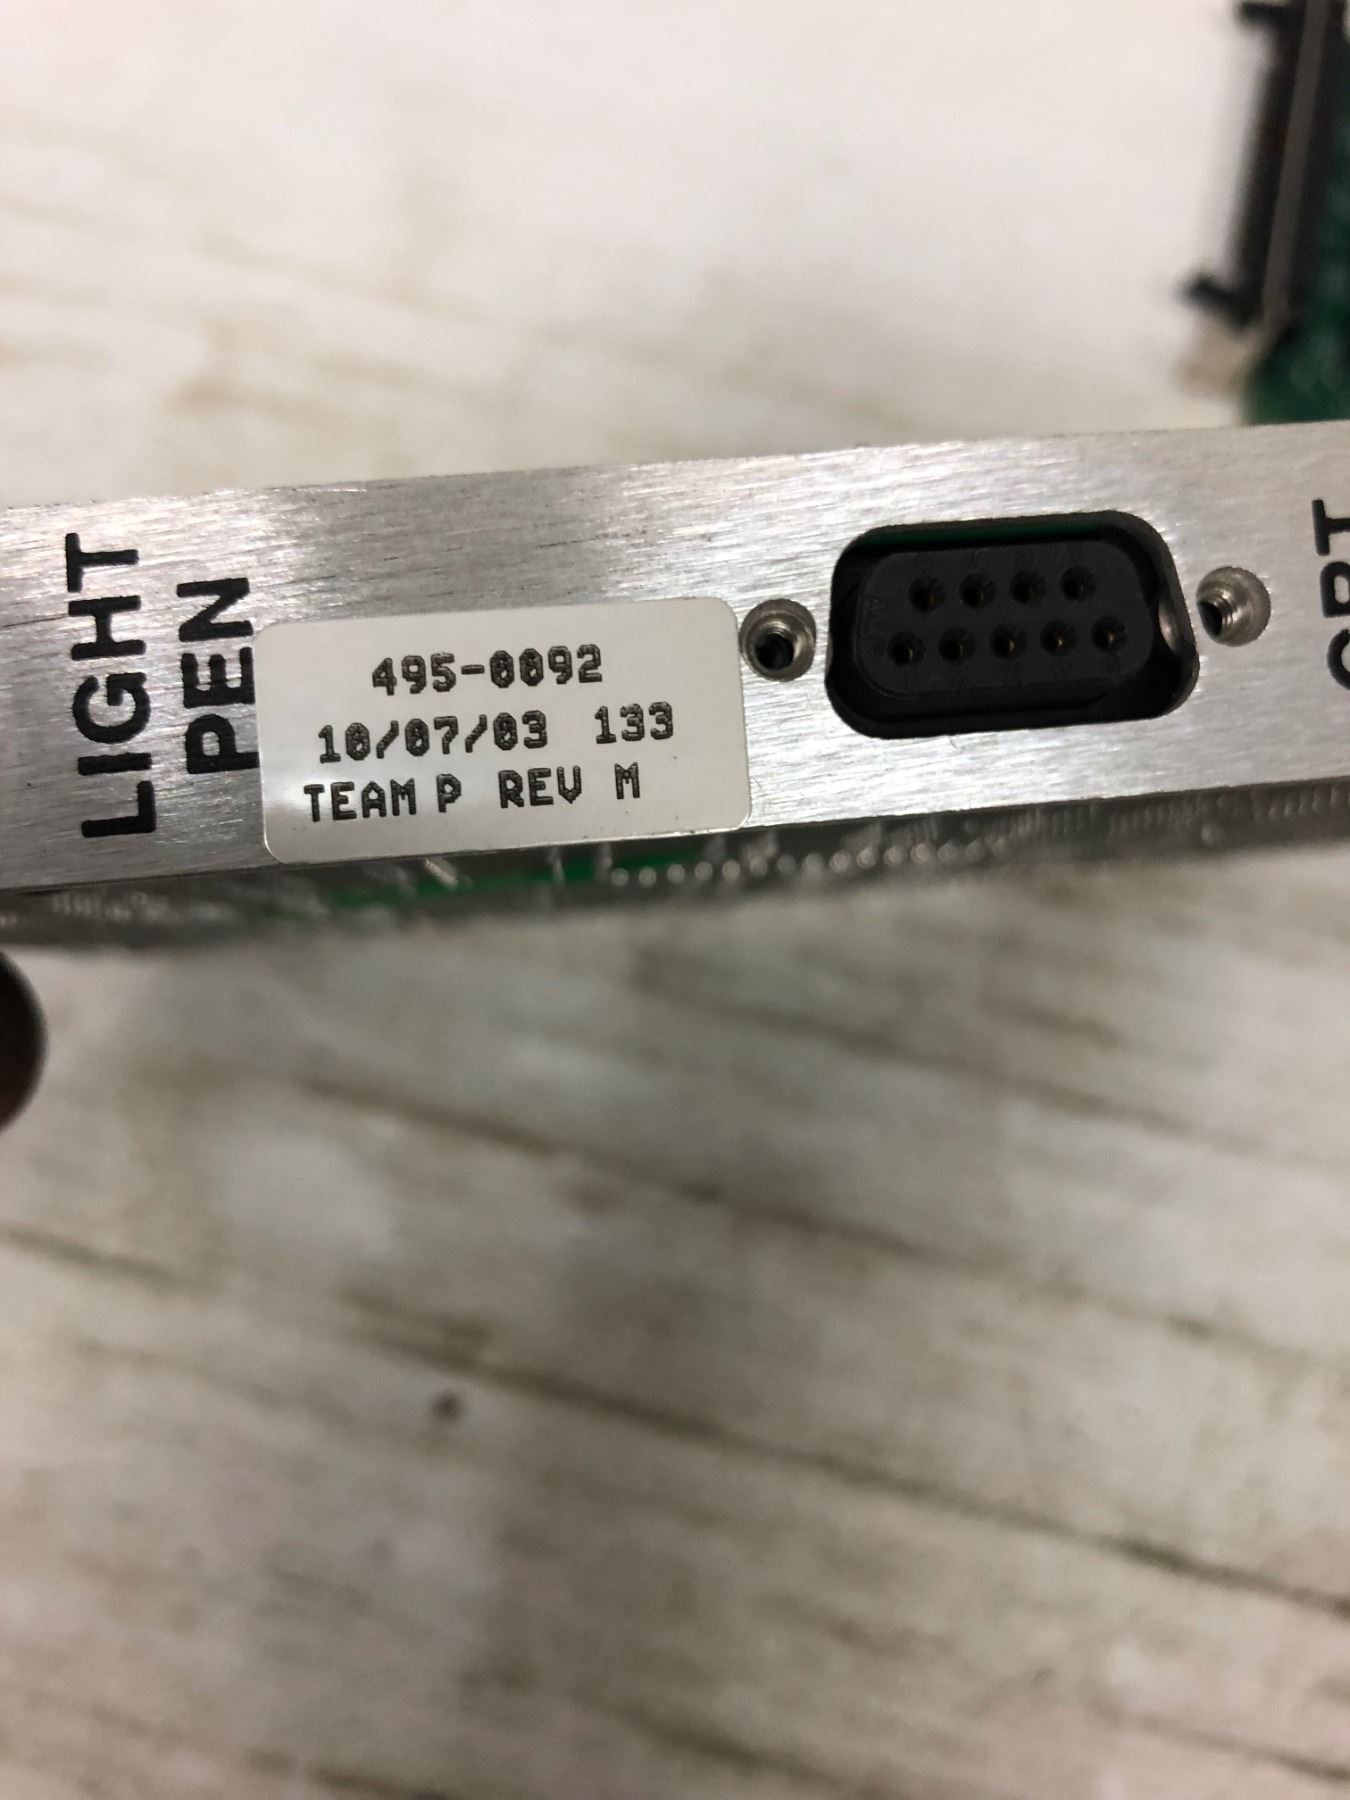 LIGHT
PEN
495-0092
10/07/03 133
TEAM P REV M